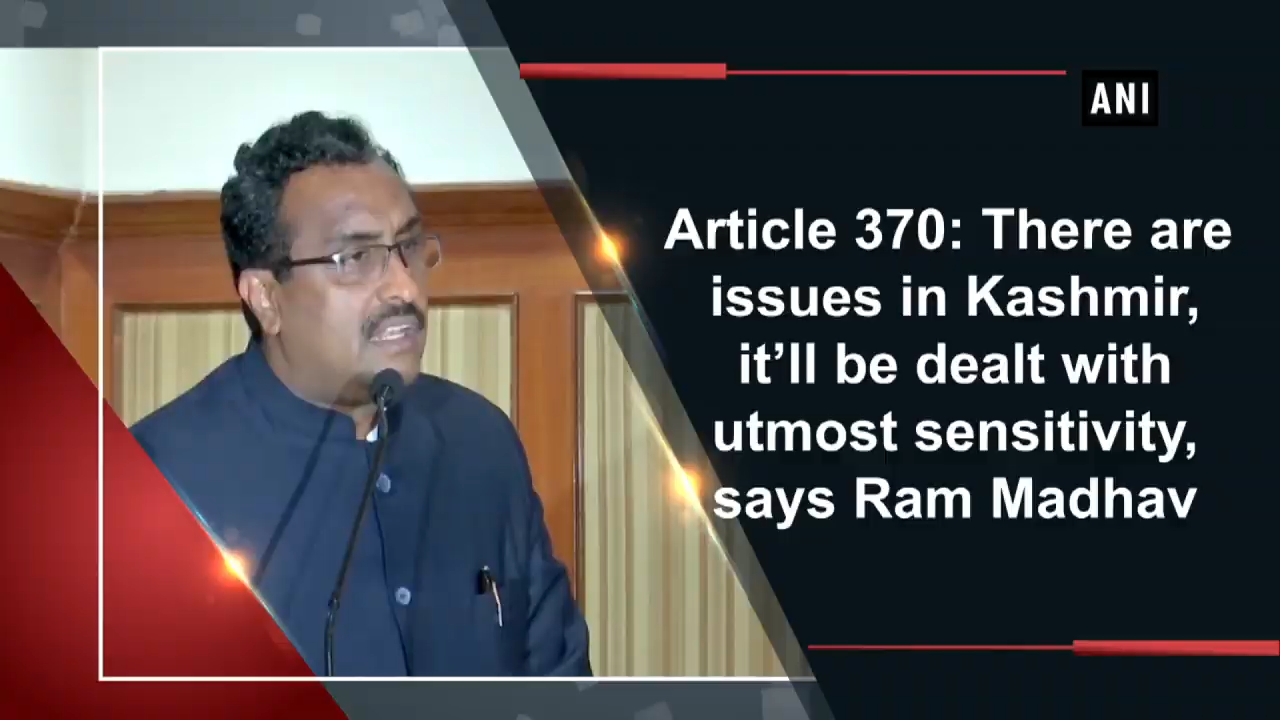 ANI
Article 370: There are
issues in Kashmir,
it’ll be dealt with
utmost sensitivity,
says Ram Madhav